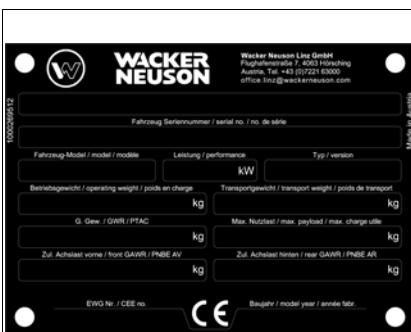 WACKER
NEUSON
Wacker Neuson Linz GmbH
Flughafenstraße 7, 4063 Hörsching
Austria, Tel. +43 (0)7221 63000
office.linz@wackerneuson.com
1000269512
Made in Austria
Fahrzeug Seriennummer / serial no. / no. de série
Fahrzeug-Model / model / modèle Leistung / performance Typ / version
kW
Betriebsgewicht / operating weight / poids en charge Transportgewicht / transport weight / poids de transport
kg kg
G. Gew. / GWR / PTAC Max. Nutzlast / max. payload / max. charge utile
kg kg
Zul. Achslast vorne / front GAWR / PNBE AV Zul. Achslast hinten / rear GAWR / PNBE AR
kg kg
EWG Nr. / CEE no. CE Baujahr / model year / année fabr.